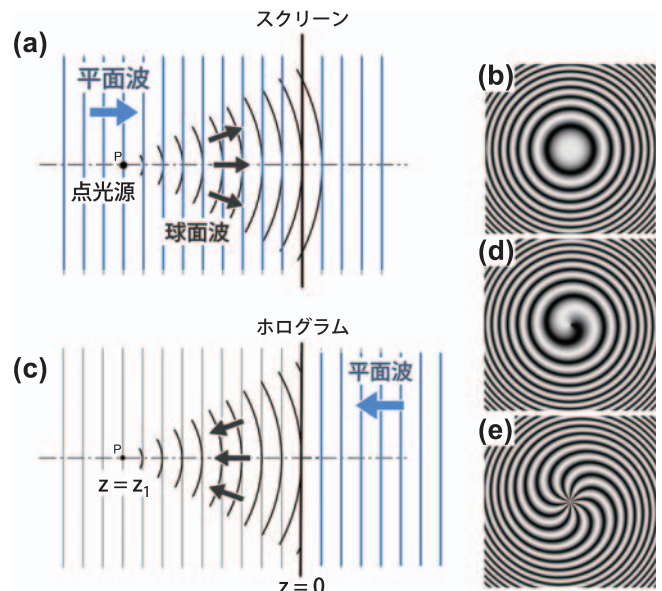 スクリーン
(a)
平面波
P
点光源
球面波
(b)
(d)
ホログラム
(c)
平面波
P
z = z₁
z = 0
(e)